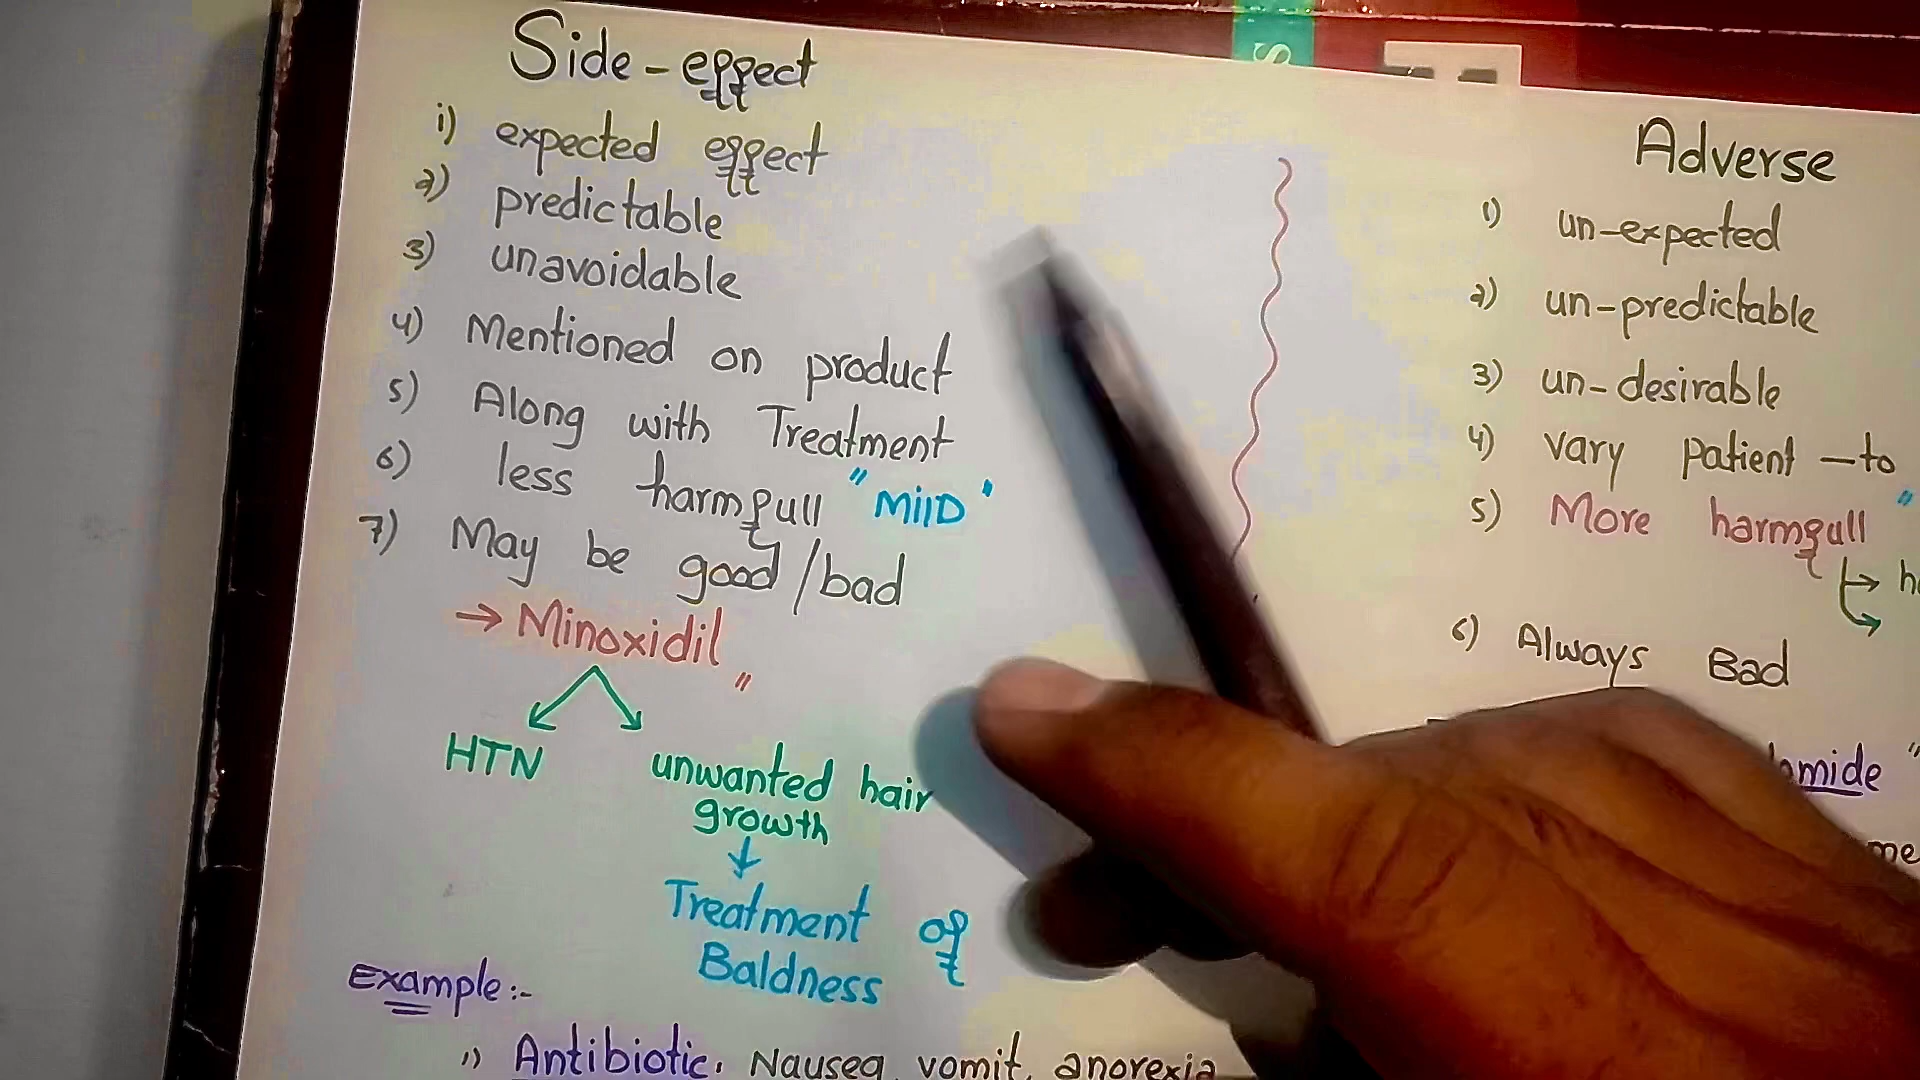 Side-effect
i) expected effect
2) predictable
3) unavoidable
4) Mentioned on product
5) Along with Treatment
6) less harmfull "MilD"
7) May be good/bad
→ Minoxidil "
HTN
unwanted hair
growth
↓
Treatment of
Baldness
Example:-
1) Antibiotic. Nausea, vomit, anorexia
Adverse
1) un-expected
2) un-predictable
3) un-desirable
4) vary patient-to
5) More harmfull "
6) Always Bad